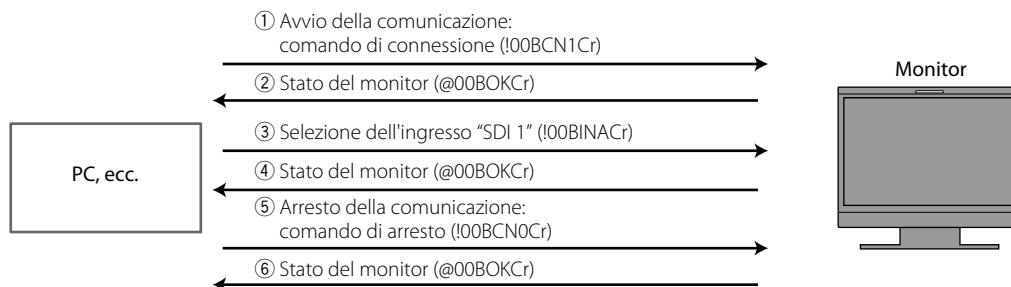 ① Avvio della comunicazione:
comando di connessione (!00BCN1Cr)
② Stato del monitor (@00BOKCr)
③ Selezione dell'ingresso “SDI 1” (!00BINACr)
④ Stato del monitor (@00BOKCr)
⑤ Arresto della comunicazione:
comando di arresto (!00BCN0Cr)
⑥ Stato del monitor (@00BOKCr)
PC, ecc.
Monitor